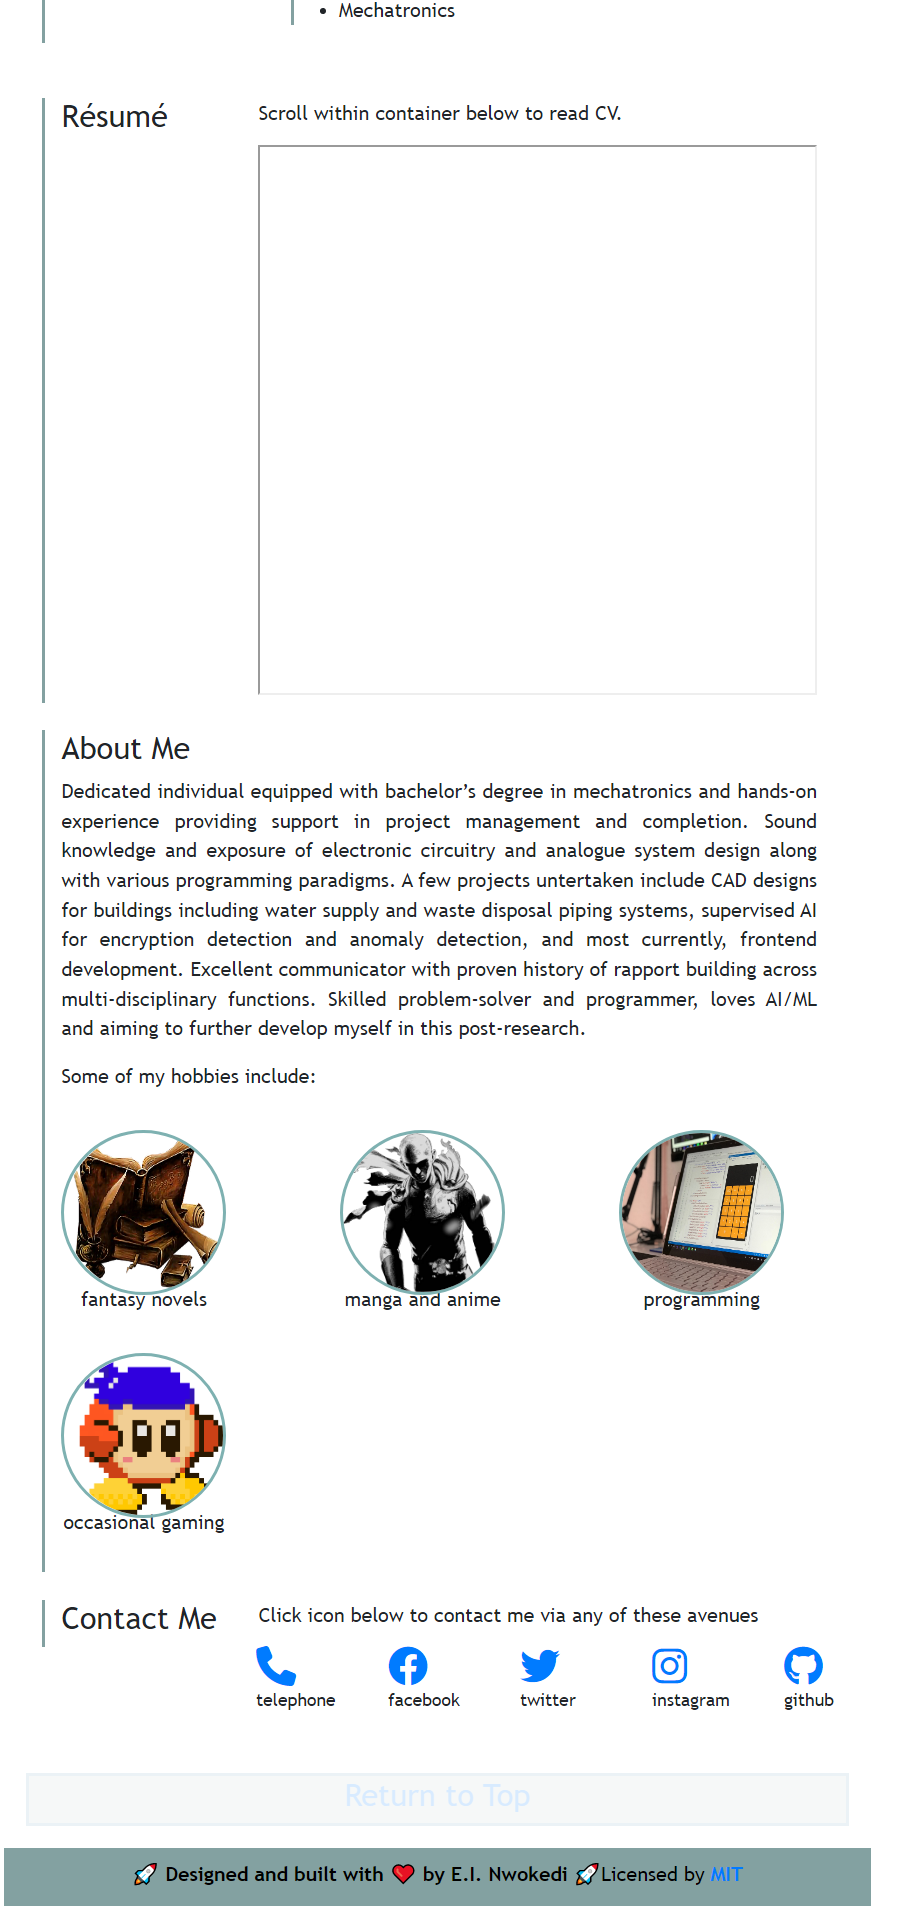 Mechatronics
Résumé
Scroll within container below to read CV.
About Me
Dedicated individual equipped with bachelor’s degree in mechatronics and hands-on
experience providing support in project management and completion. Sound
knowledge and exposure of electronic circuitry and analogue system design along
with various programming paradigms. A few projects untertaken include CAD designs
for buildings including water supply and waste disposal piping systems, supervised AI
for encryption detection and anomaly detection, and most currently, frontend
development. Excellent communicator with proven history of rapport building across
multi-disciplinary functions. Skilled problem-solver and programmer, loves AI/ML
and aiming to further develop myself in this post-research.
Some of my hobbies include:
fantasy novels
manga and anime
programming
occasional gaming
Contact Me
Click icon below to contact me via any of these avenues
telephone
facebook
twitter
instagram
github
Return to Top
🚀 Designed and built with ❤️ by E.I. Nwokedi 🚀Licensed by MIT